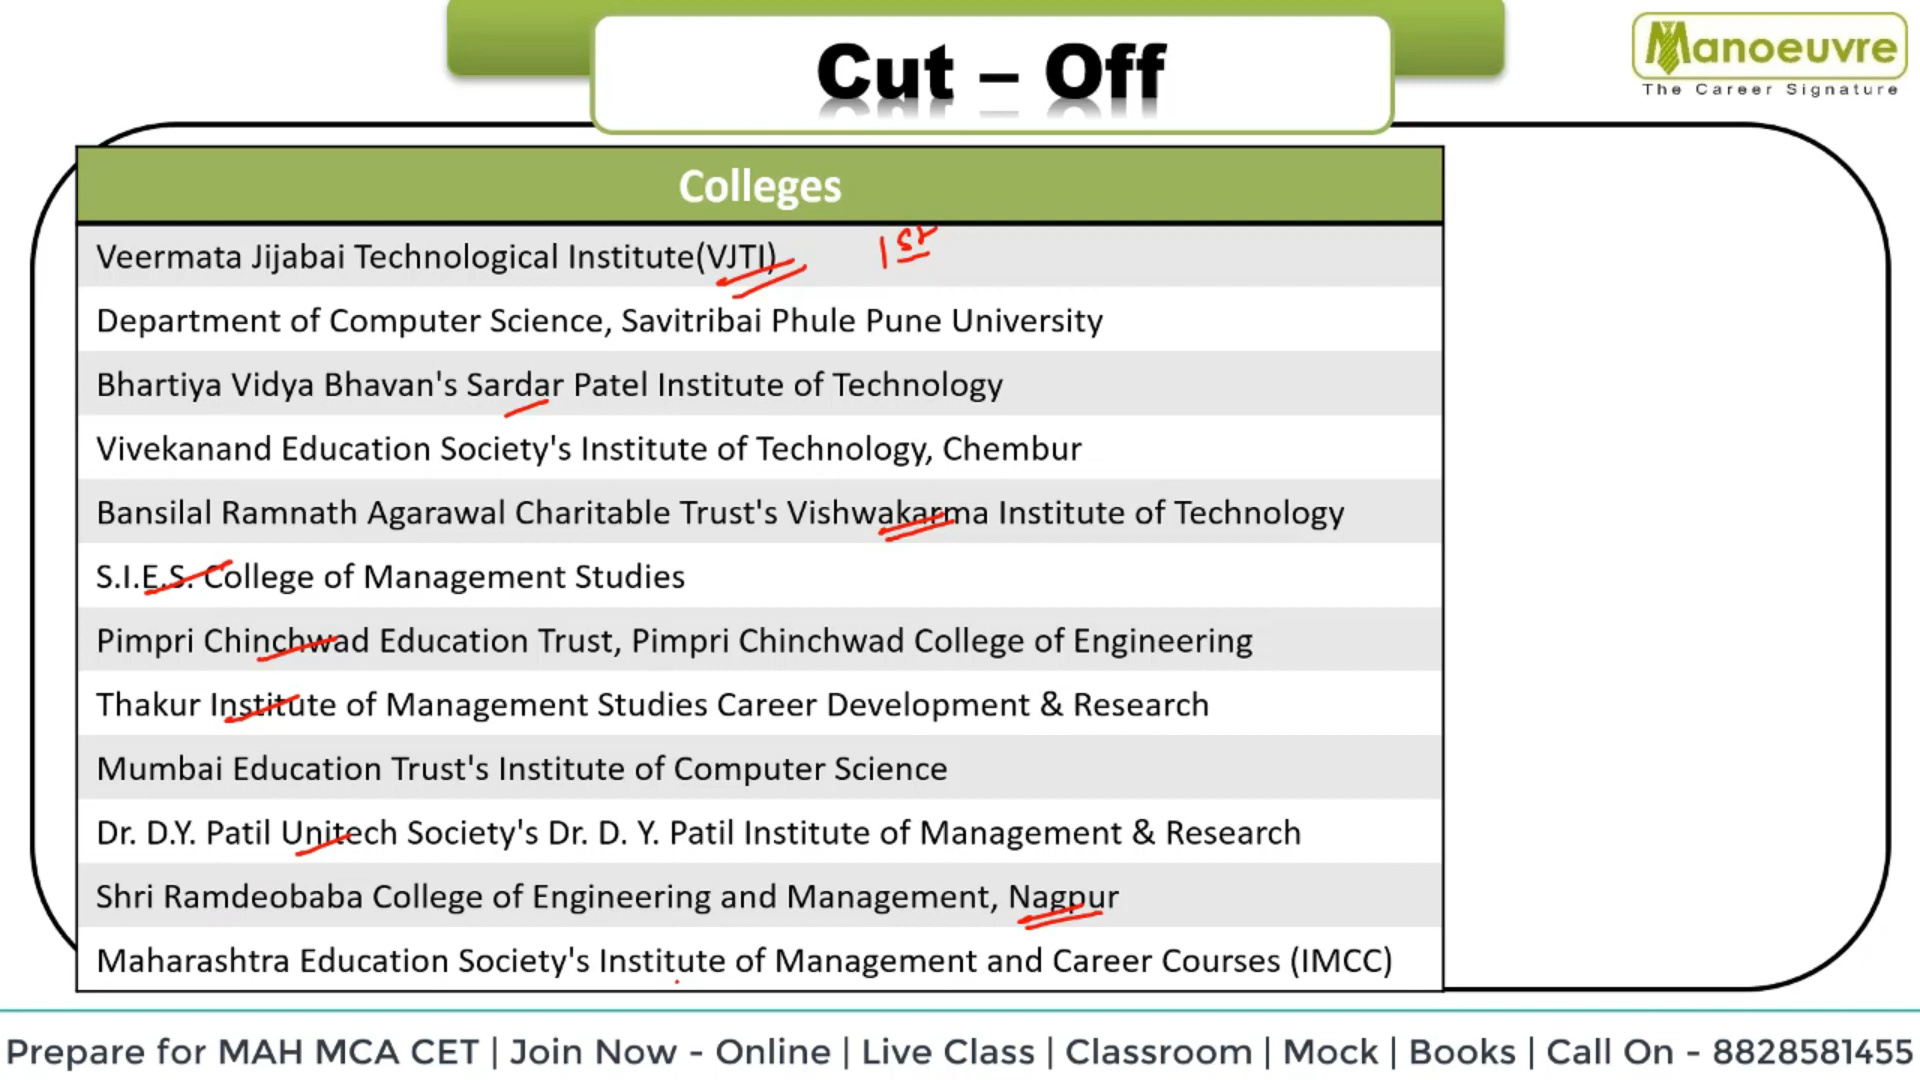 Cut – Off
Manoeuvre
The Career Signature
Colleges
Veermata Jijabai Technological Institute(VJTI) 1st
Department of Computer Science, Savitribai Phule Pune University
Bhartiya Vidya Bhavan's Sardar Patel Institute of Technology
Vivekanand Education Society's Institute of Technology, Chembur
Bansilal Ramnath Agarawal Charitable Trust's Vishwakarma Institute of Technology
S.I.E.S. College of Management Studies
Pimpri Chinchwad Education Trust, Pimpri Chinchwad College of Engineering
Thakur Institute of Management Studies Career Development & Research
Mumbai Education Trust's Institute of Computer Science
Dr. D.Y. Patil Unitech Society's Dr. D. Y. Patil Institute of Management & Research
Shri Ramdeobaba College of Engineering and Management, Nagpur
Maharashtra Education Society's Institute of Management and Career Courses (IMCC)
Prepare for MAH MCA CET | Join Now - Online | Live Class | Classroom | Mock | Books | Call On - 8828581455